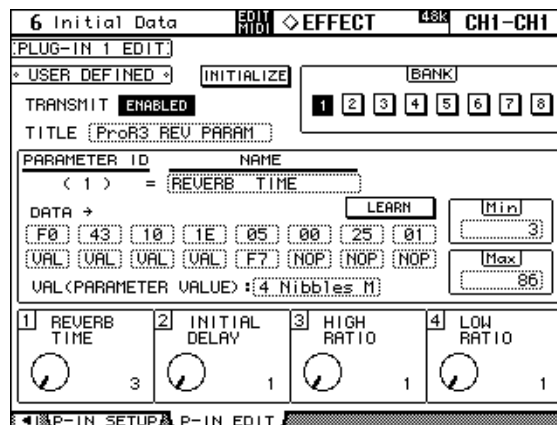 6 Initial Data EDIT MIDI ◇EFFECT 48K CH1-CH1
PLUG-IN 1 EDIT
USER DEFINED INITIALIZE BANK
TRANSMIT ENABLED 1 2 3 4 5 6 7 8
TITLE ProR3 REV PARAM
PARAMETER ID NAME
( 1 ) = REVERB TIME
DATA → LEARN Min
F0 43 10 1E 05 00 25 01 3
VAL VAL VAL VAL F7 NOP NOP NOP Max
VAL(PARAMETER VALUE): 4 Nibbles M 86
1 REVERB TIME 2 INITIAL DELAY 3 HIGH RATIO 4 LOW RATIO
3 1 1 1
P-IN SETUP P-IN EDIT